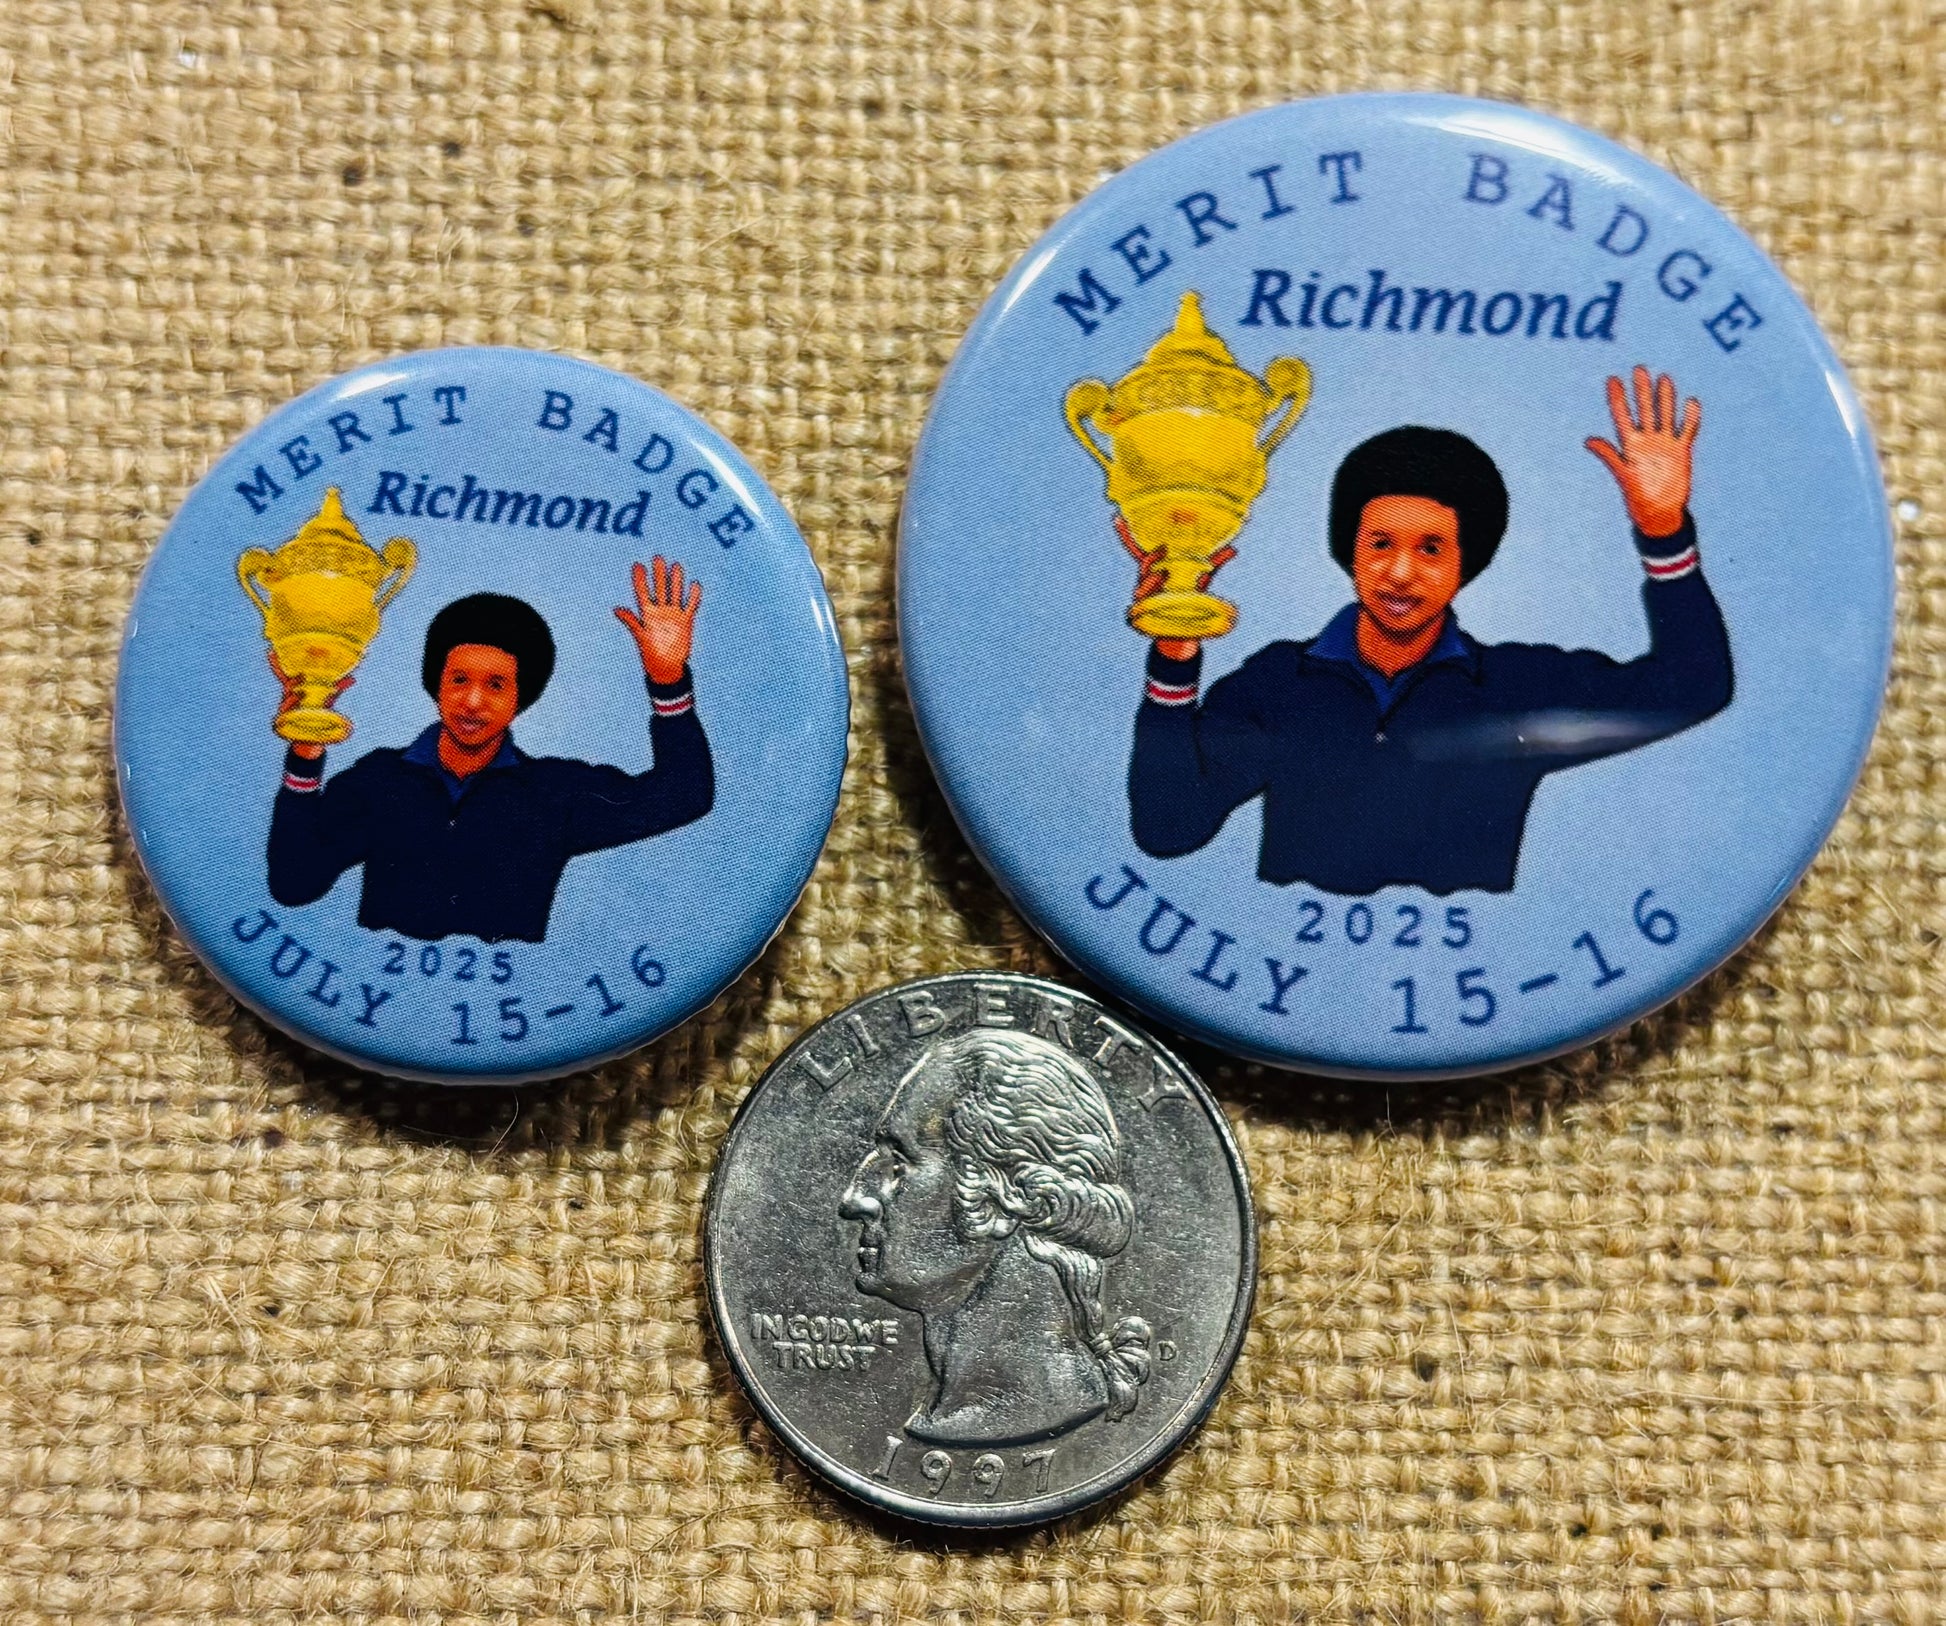 MERIT BADGE
Richmond
2025
JULY 15-16
MERIT BADGE
Richmond
2025
JULY 15-16
LIBERTY
IN GOD WE
TRUST
D
1997